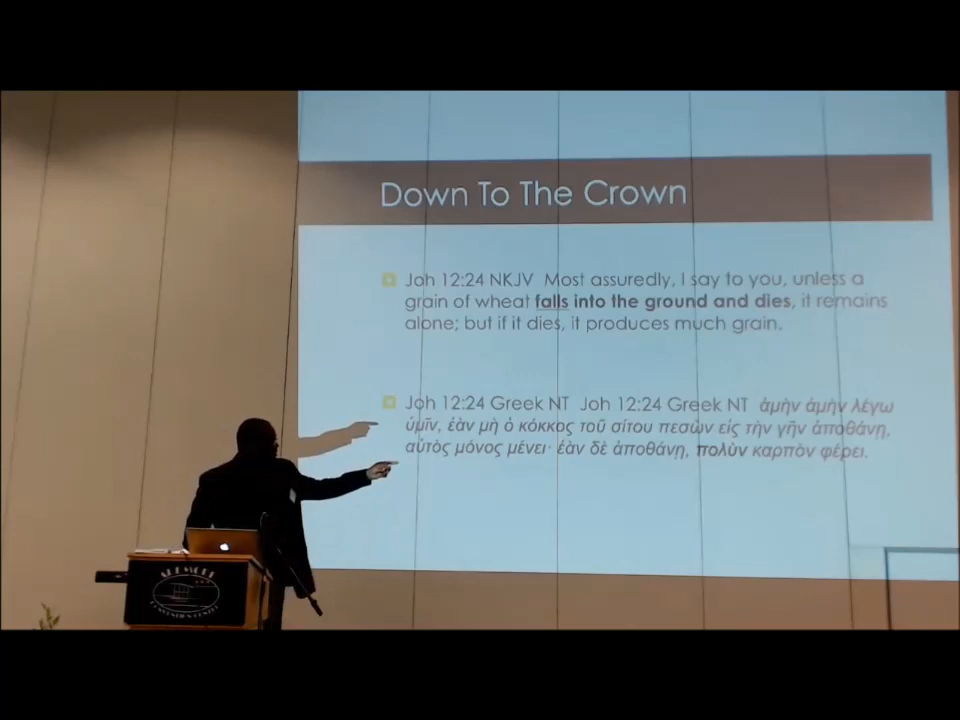 Down To The Crown
Joh 12:24 NKJV Most assuredly, I say to you, unless a
grain of wheat falls into the ground and dies, it remains
alone; but if it dies, it produces much grain.
Joh 12:24 Greek NT Joh 12:24 Greek NT ἀμὴν ἀμὴν λέγω
ὑμῖν, ἐὰν μὴ ὁ κόκκος τοῦ σίτου πεσὼν εἰς τὴν γῆν ἀποθάνῃ,
αὐτὸς μόνος μένει· ἐὰν δὲ ἀποθάνῃ, πολὺν καρπὸν φέρει.
CONVENTION CENTRE